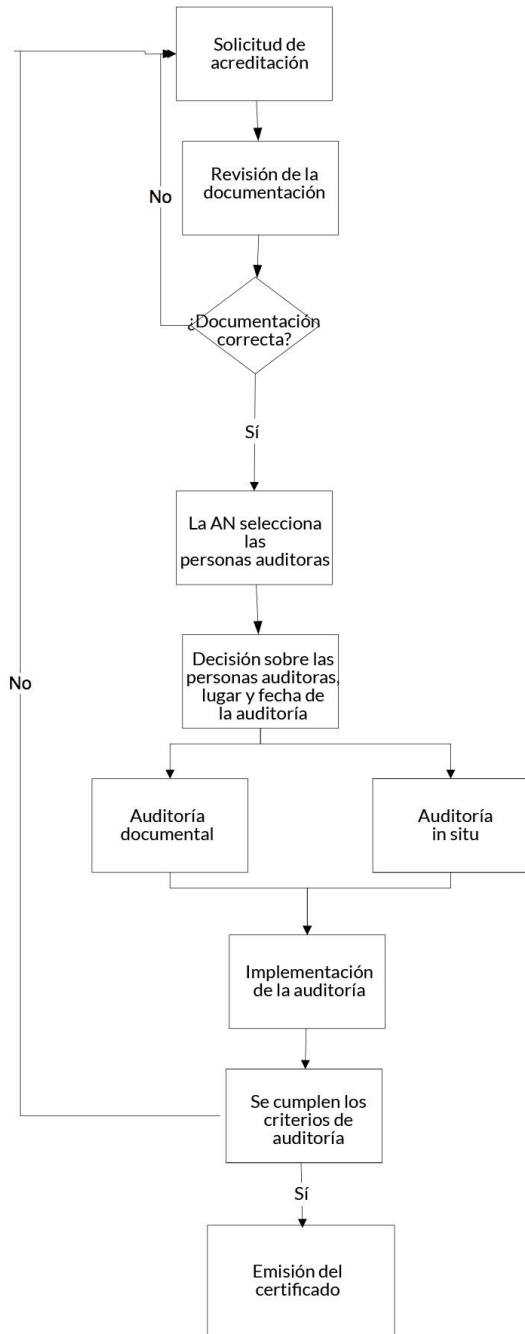 Solicitud de
acreditación
Revisión de la
documentación
No
¿Documentación
correcta?
Sí
La AN selecciona
las
personas auditoras
Decisión sobre las
personas auditoras,
lugar y fecha de
la auditoría
No
Auditoría
documental
Auditoría
in situ
Implementación
de la auditoría
Se cumplen los
criterios de
auditoría
Sí
Emisión del
certificado